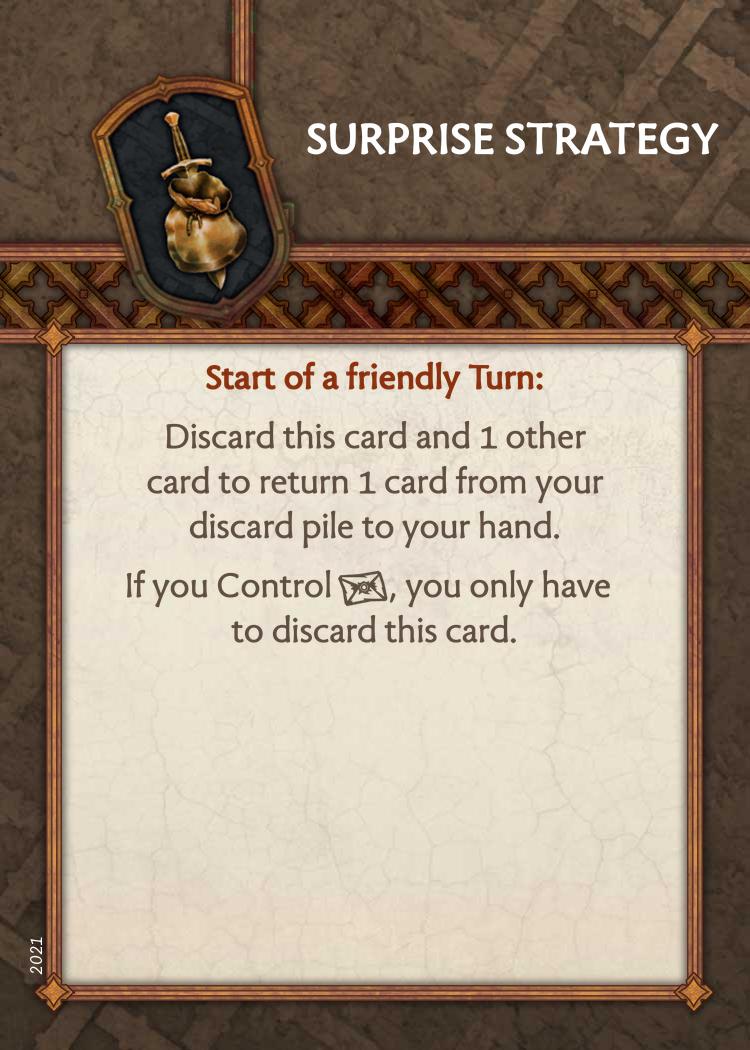 SURPRISE STRATEGY
Start of a friendly Turn:
Discard this card and 1 other
card to return 1 card from your
discard pile to your hand.
If you Control , you only have
to discard this card.
2021